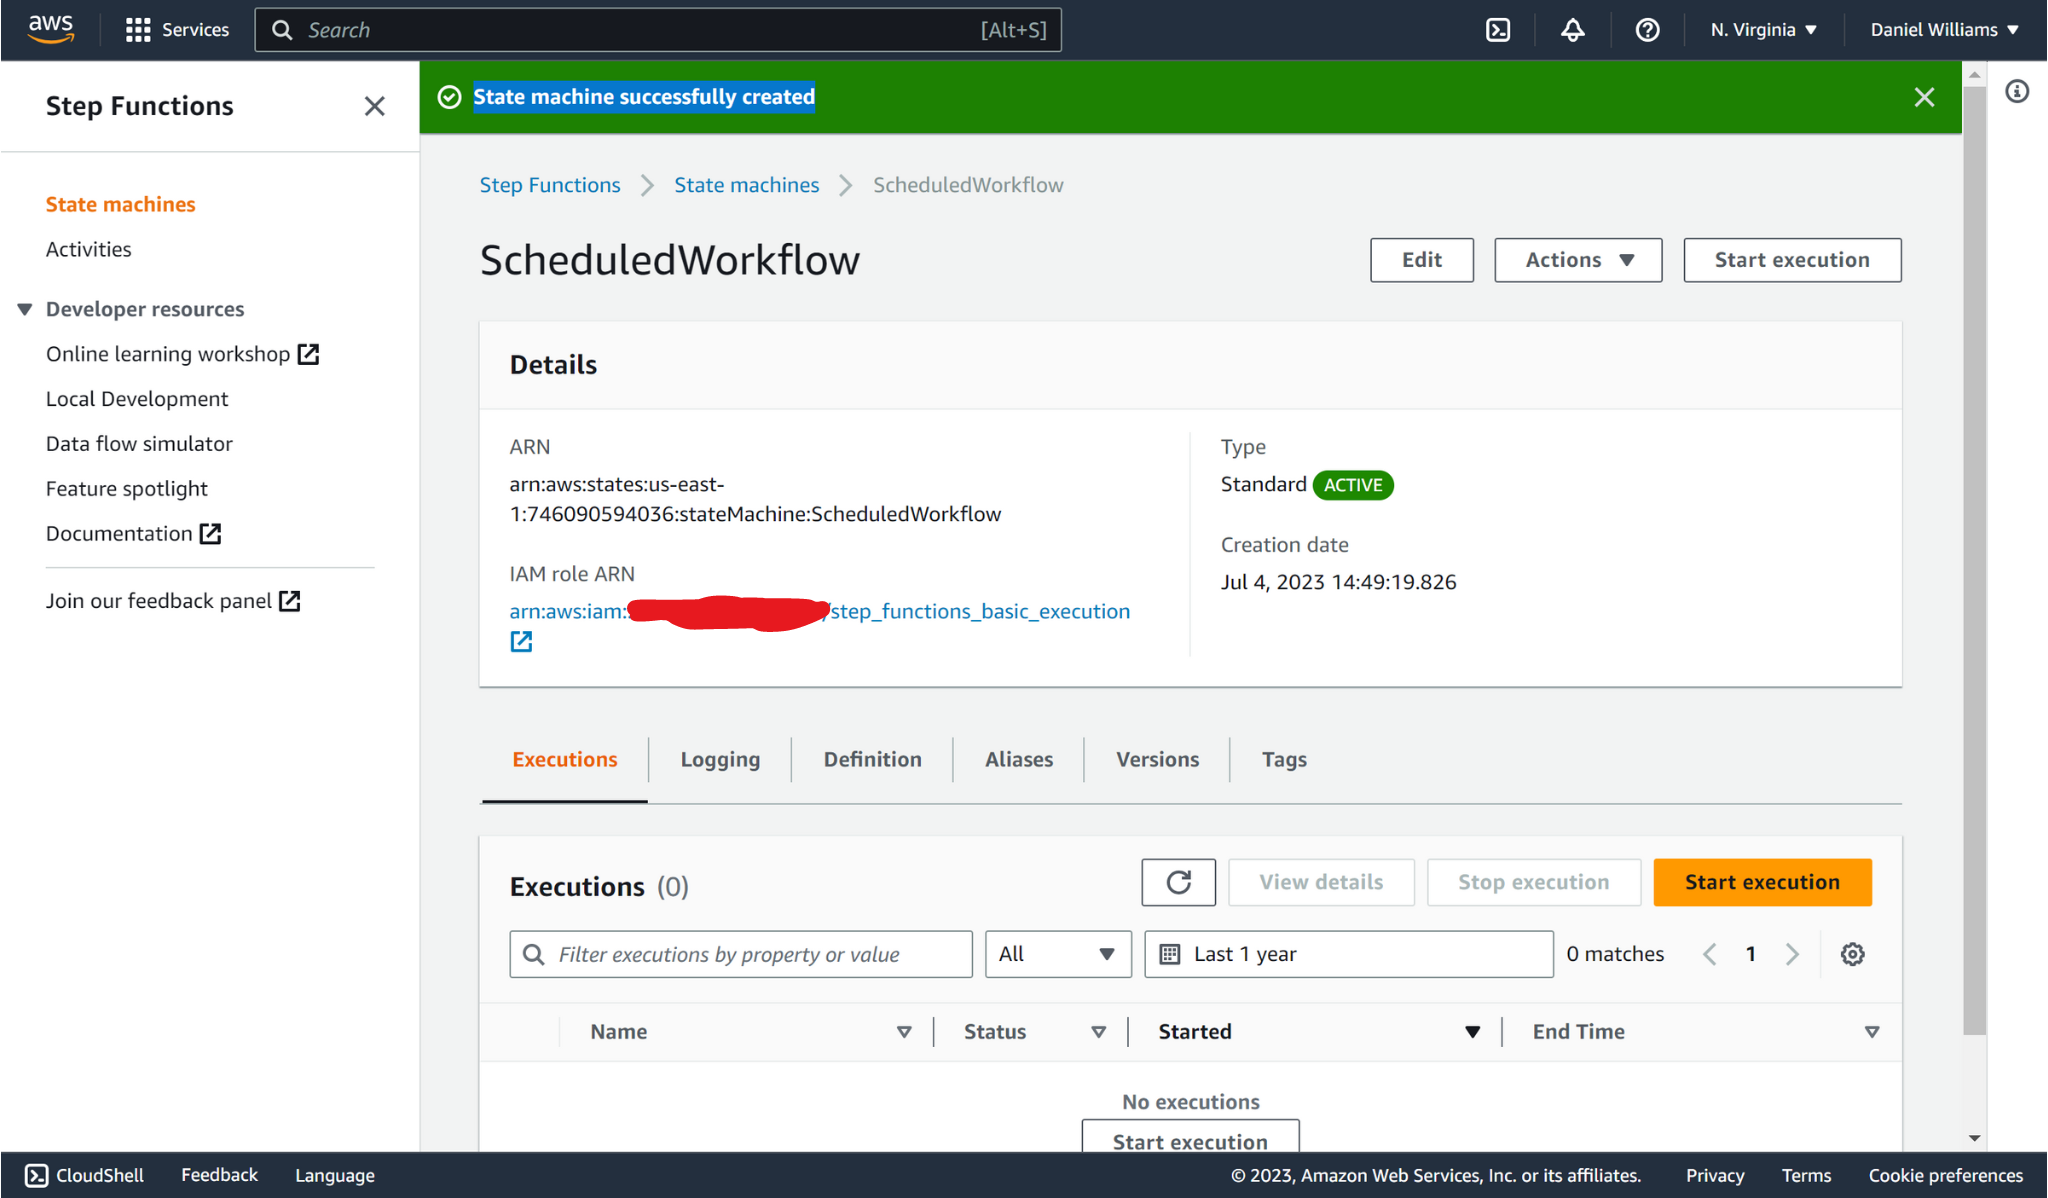 aws
Services
Search
[Alt+S]
N. Virginia
Daniel Williams
Step Functions
State machines
Activities
Developer resources
Online learning workshop
Local Development
Data flow simulator
Feature spotlight
Documentation
Join our feedback panel
State machine successfully created
Step Functions
State machines
ScheduledWorkflow
ScheduledWorkflow
Edit
Actions
Start execution
Details
ARN
arn:aws:states:us-east-
1:746090594036:stateMachine:ScheduledWorkflow
IAM role ARN
arn:aws:iam: /step_functions_basic_execution
Type
Standard ACTIVE
Creation date
Jul 4, 2023 14:49:19.826
Executions
Logging
Definition
Aliases
Versions
Tags
Executions (0)
View details
Stop execution
Start execution
Filter executions by property or value
All
Last 1 year
0 matches
1
Name
Status
Started
End Time
No executions
Start execution
CloudShell
Feedback
Language
© 2023, Amazon Web Services, Inc. or its affiliates.
Privacy
Terms
Cookie preferences